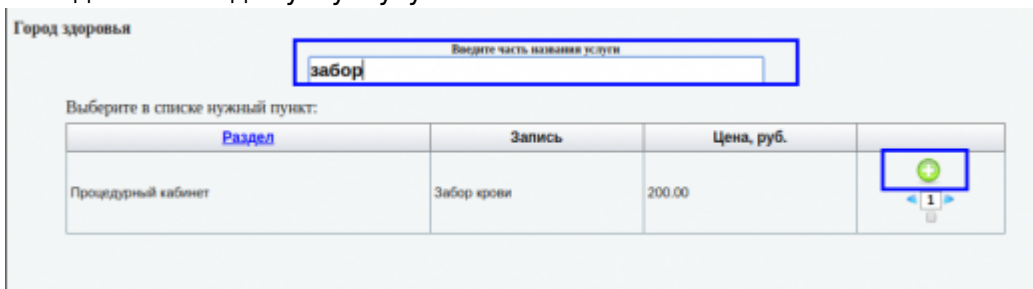 Город здоровья
Введите часть названия услуги
забор
Выберите в списке нужный пункт:
Раздел Запись Цена, руб.
Процедурный кабинет Забор крови 200.00
1